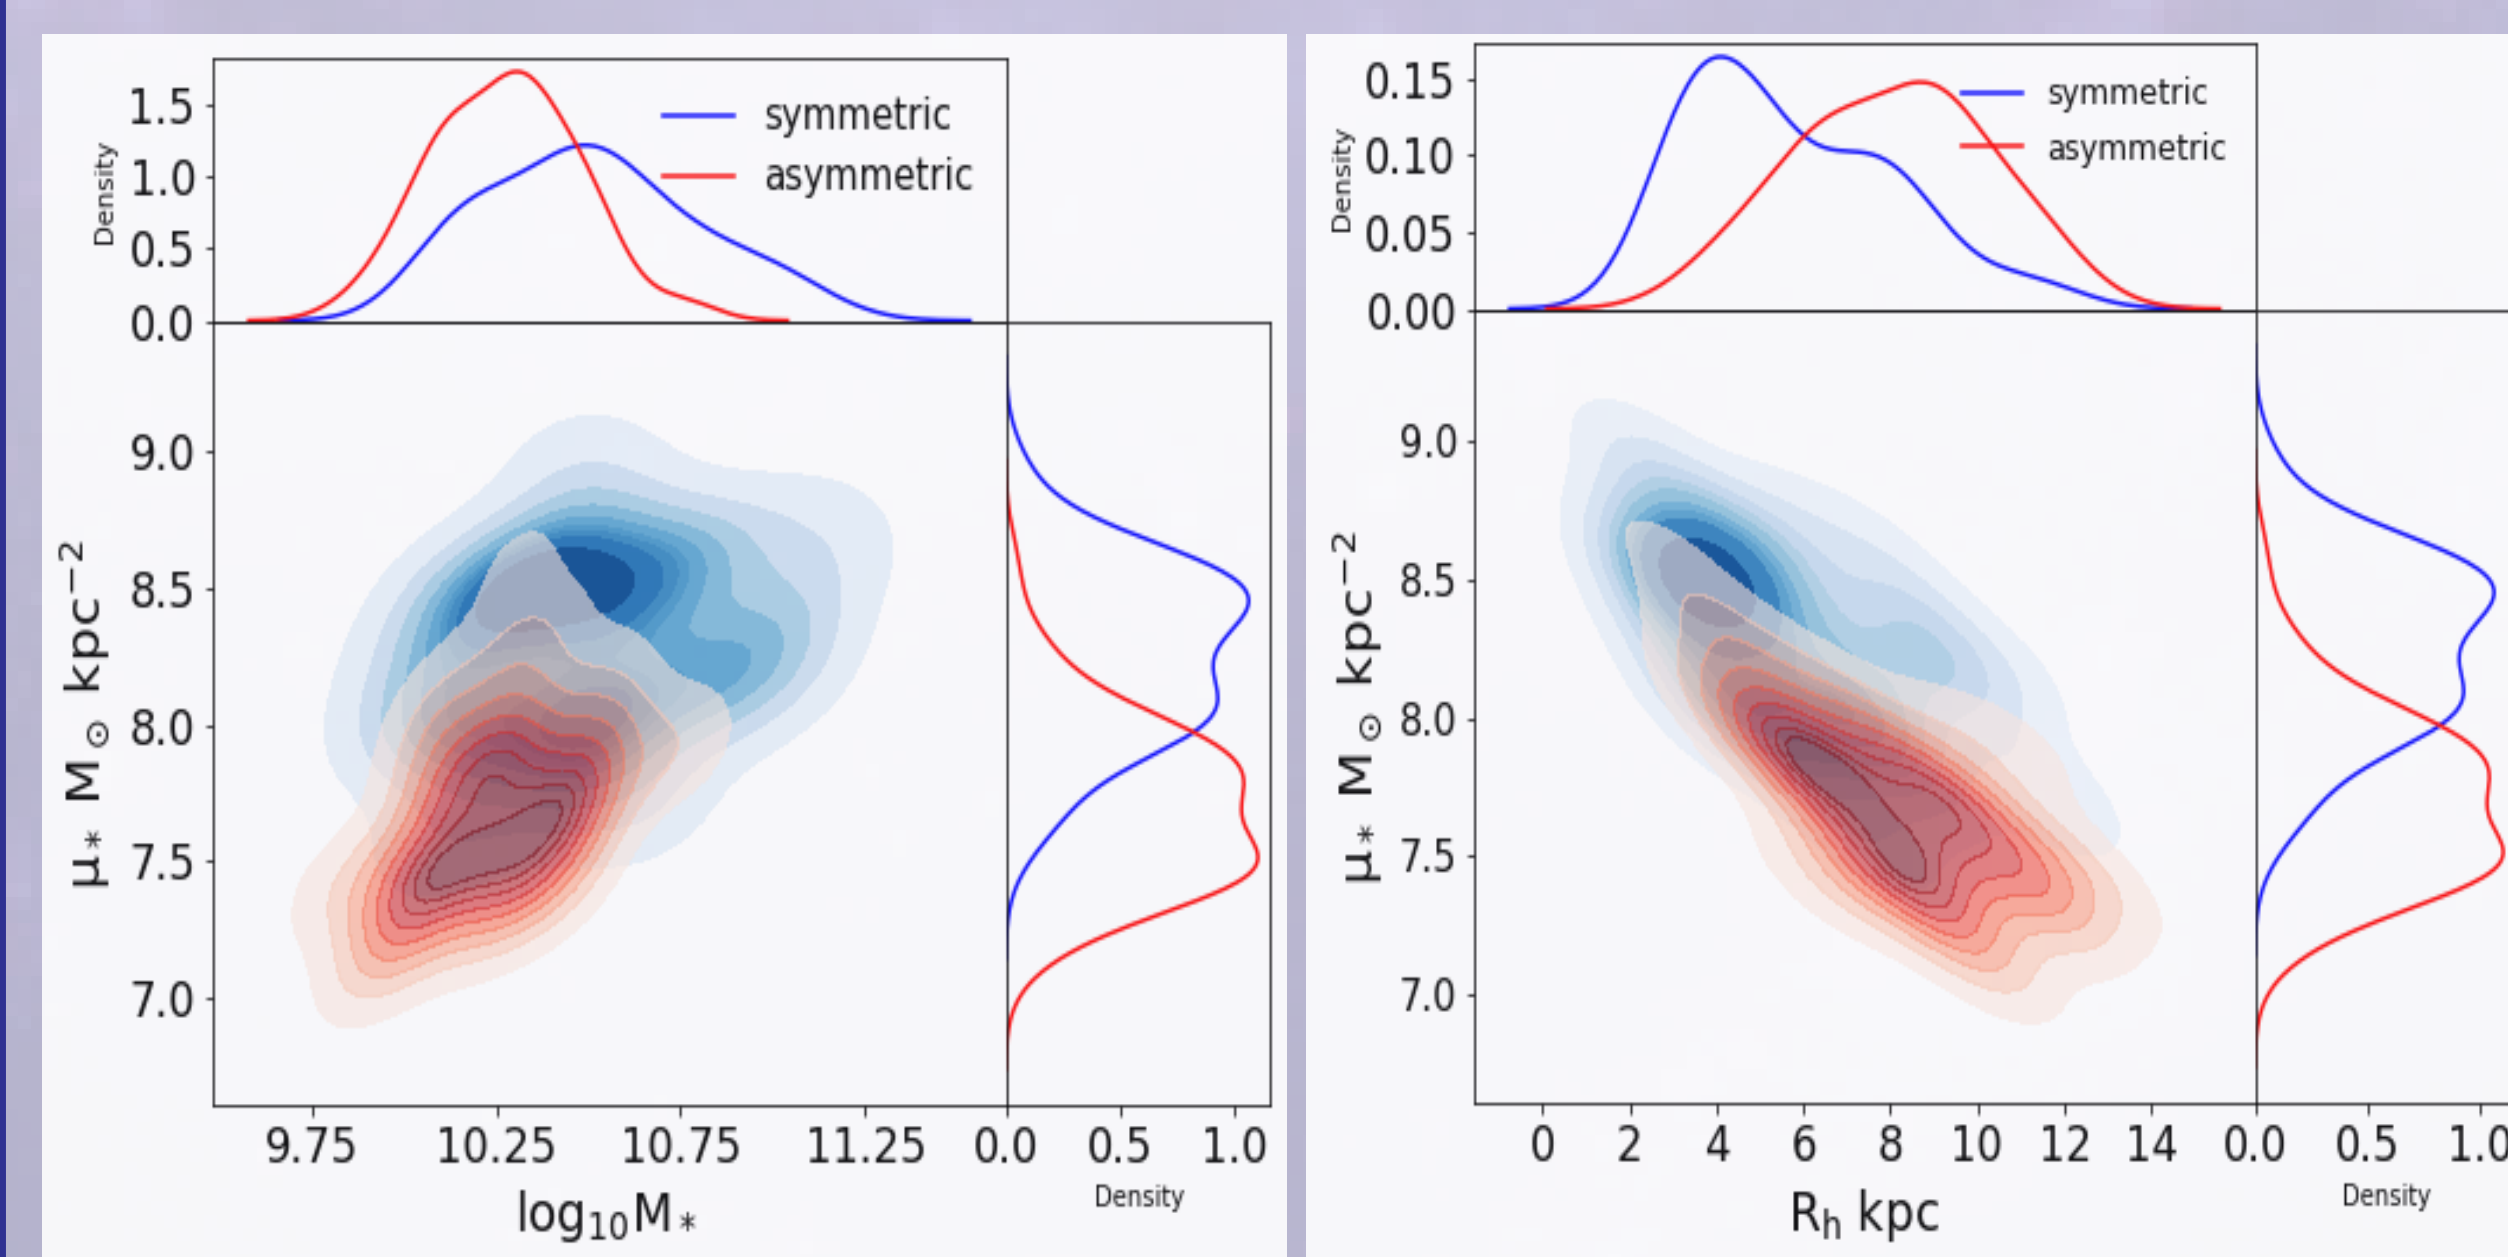 symmetric
asymmetric
Density
1.5
1.0
0.5
0.0
9.0
8.5
8.0
7.5
7.0
μ* M⊙ kpc⁻²
9.75 10.25 10.75 11.25 0.0 0.5 1.0
Density
log₁₀M*
symmetric
asymmetric
Density
0.15
0.10
0.05
0.00
9.0
8.5
8.0
7.5
7.0
μ* M⊙ kpc⁻²
0 2 4 6 8 10 12 14 0.0 0.5 1.0
Density
Rₕ kpc